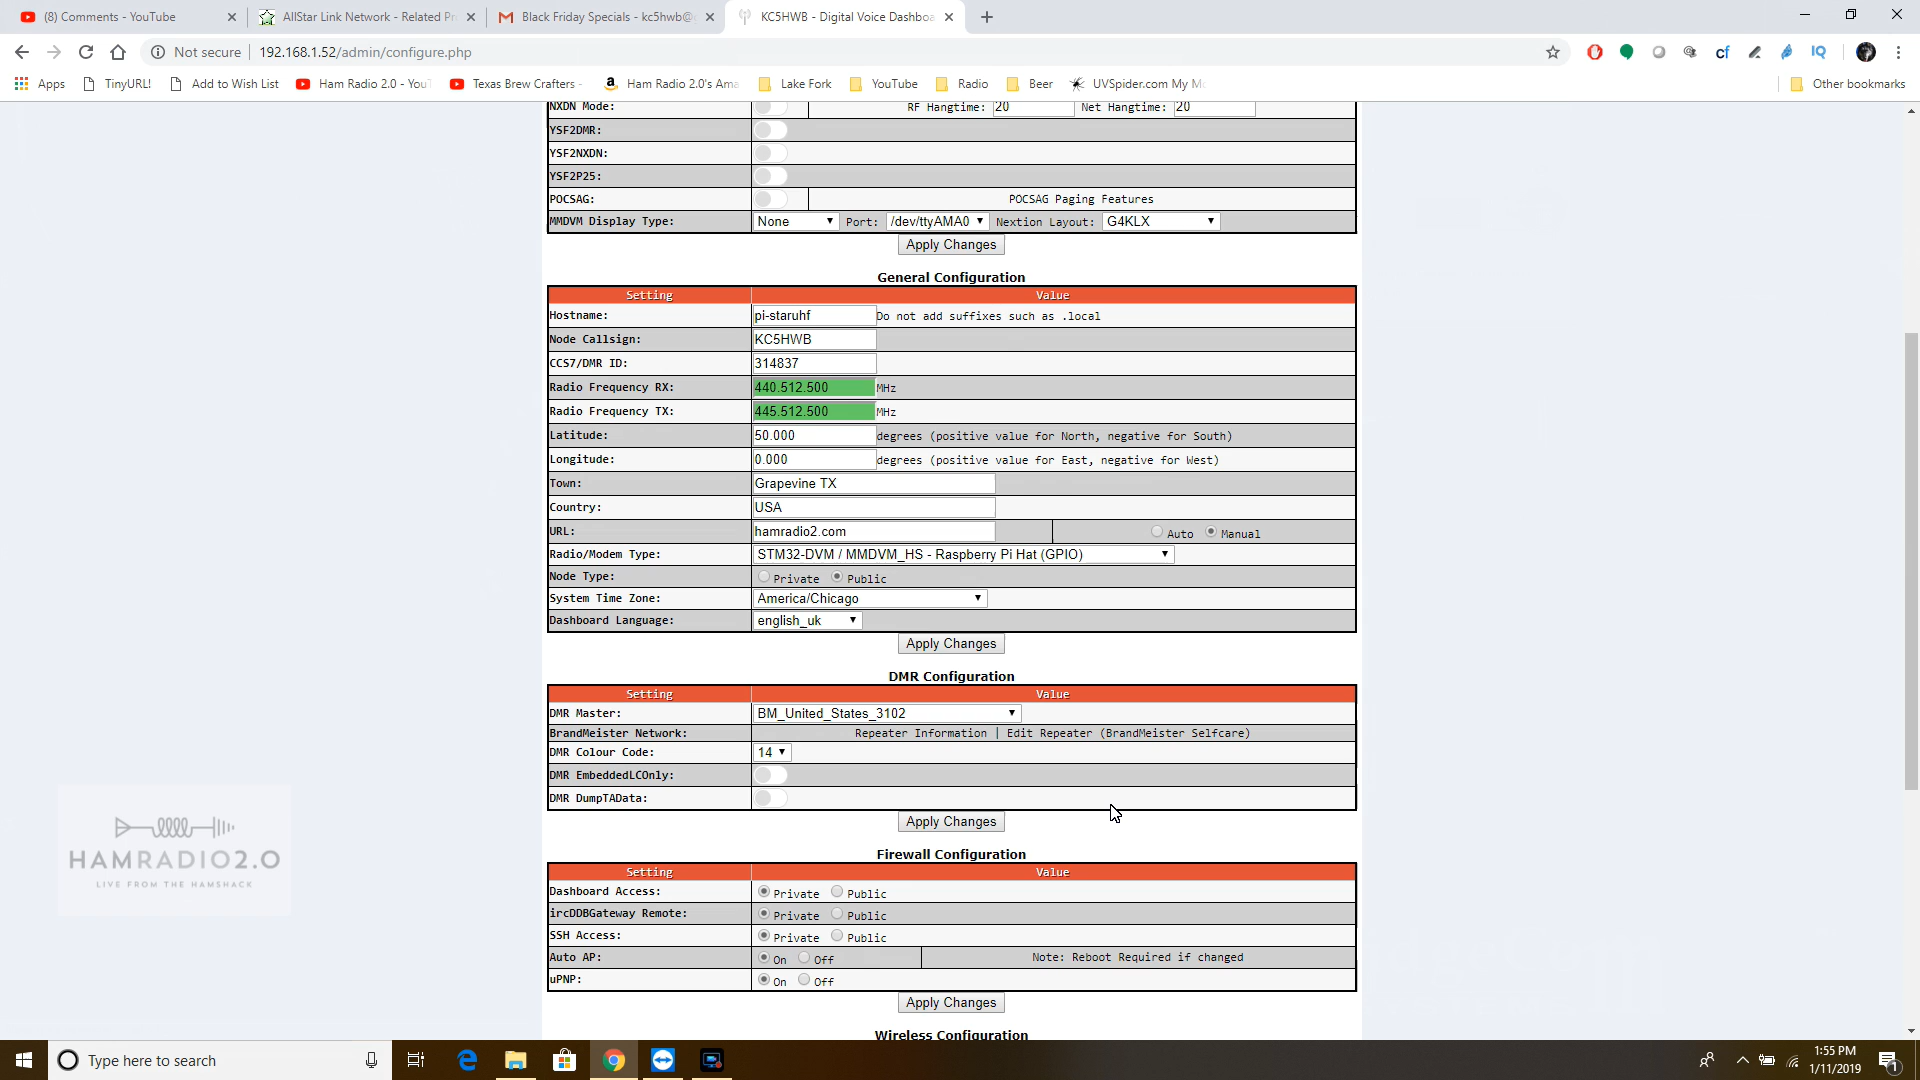 (8) Comments - YouTube
AllStar Link Network - Related Pr
Black Friday Specials - kc5hwb@
KC5HWB - Digital Voice Dashboa
Not secure 192.168.1.52/admin/configure.php
Apps TinyURL! Add to Wish List Ham Radio 2.0 - You Texas Brew Crafters - Ham Radio 2.0's Ama Lake Fork YouTube Radio Beer UVSpider.com My M Other bookmarks
NXDN Mode: RF Hangtime: 20 Net Hangtime: 20
YSF2DMR:
YSF2NXDN:
YSF2P25:
POCSAG: POCSAG Paging Features
MMDVM Display Type: None Port: /dev/ttyAMA0 Nextion Layout: G4KLX
Apply Changes
General Configuration
Setting Value
Hostname: pi-staruhf Do not add suffixes such as .local
Node Callsign: KC5HWB
CCS7/DMR ID: 314837
Radio Frequency RX: 440.512.500 MHz
Radio Frequency TX: 445.512.500 MHz
Latitude: 50.000 degrees (positive value for North, negative for South)
Longitude: 0.000 degrees (positive value for East, negative for West)
Town: Grapevine TX
Country: USA
URL: hamradio2.com Auto Manual
Radio/Modem Type: STM32-DVM / MMDVM_HS - Raspberry Pi Hat (GPIO)
Node Type: Private Public
System Time Zone: America/Chicago
Dashboard Language: english_uk
Apply Changes
DMR Configuration
Setting Value
DMR Master: BM_United_States_3102
BrandMeister Network: Repeater Information | Edit Repeater (BrandMeister Selfcare)
DMR Colour Code: 14
DMR EmbeddedLCOnly:
DMR DumpTAData:
Apply Changes
Firewall Configuration
Setting Value
Dashboard Access: Private Public
ircDDBGateway Remote: Private Public
SSH Access: Private Public
Auto AP: On Off Note: Reboot Required if changed
uPNP: On Off
Apply Changes
Wireless Configuration
HAMRADIO2.0
LIVE FROM THE HAMSHACK
Type here to search
1:55 PM
1/11/2019
1